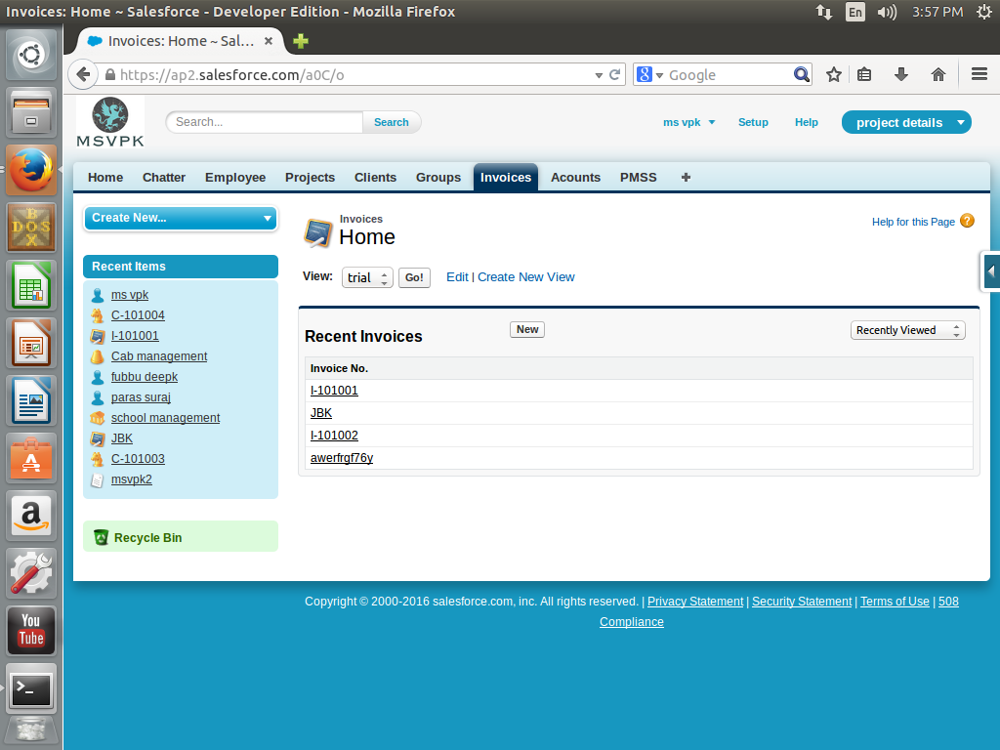 Invoices: Home ~ Salesforce - Developer Edition - Mozilla Firefox En 3:57 PM
Invoices: Home ~ Sal... ×
https://ap2.salesforce.com/a0C/o 8 Google
MSVPK Search... Search ms vpk Setup Help project details
Home Chatter Employee Projects Clients Groups Invoices Acounts PMSS +
Create New...
Recent Items
ms vpk
C-101004
I-101001
Cab management
fubbu deepk
paras suraj
school management
JBK
C-101003
msvpk2
Recycle Bin
Invoices
Home
Help for this Page ?
View: trial Go! Edit | Create New View
Recent Invoices New Recently Viewed
Invoice No.
I-101001
JBK
I-101002
awerfrgf76y
Copyright © 2000-2016 salesforce.com, inc. All rights reserved. | Privacy Statement | Security Statement | Terms of Use | 508
Compliance
BOSS
DOS
X
A
a
You
Tube
>_